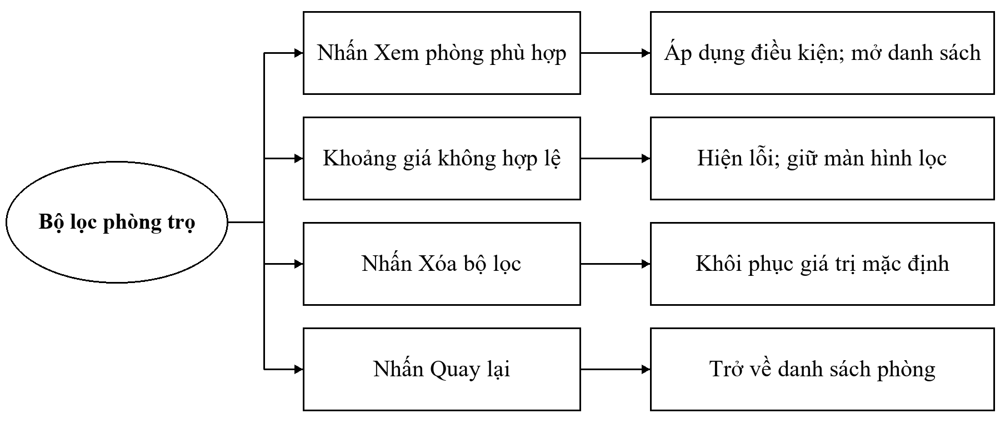 Bộ lọc phòng trọ
Nhấn Xem phòng phù hợp
Áp dụng điều kiện; mở danh sách
Khoảng giá không hợp lệ
Hiện lỗi; giữ màn hình lọc
Nhấn Xóa bộ lọc
Khôi phục giá trị mặc định
Nhấn Quay lại
Trở về danh sách phòng